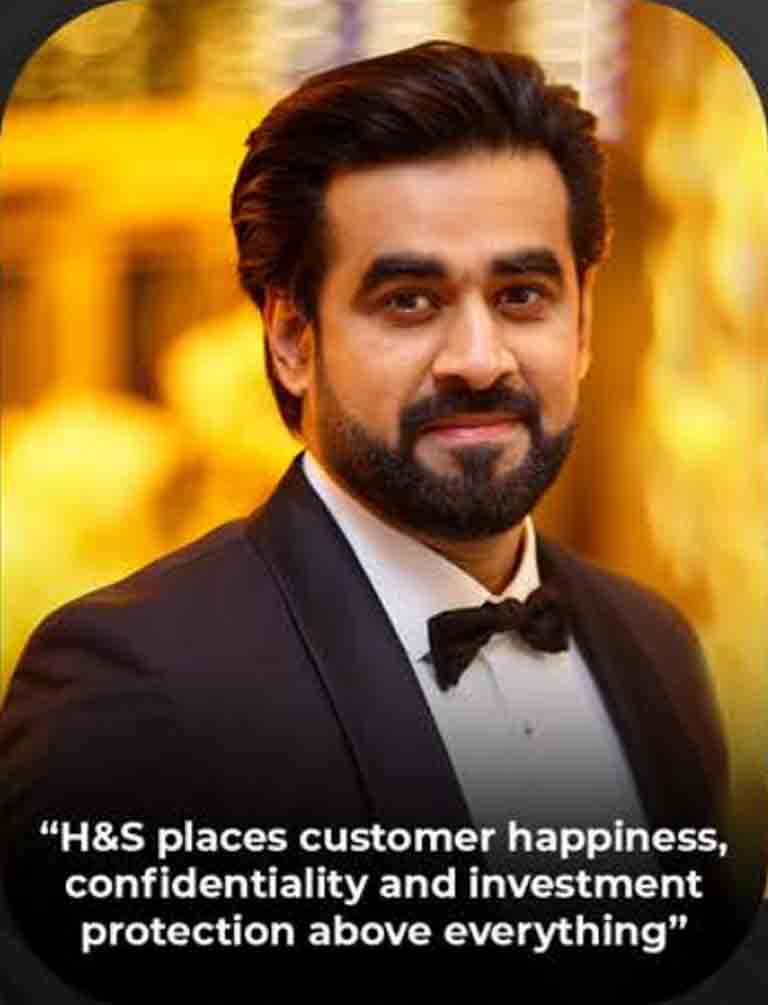 “H&S places customer happiness,
confidentiality and investment
protection above everything”